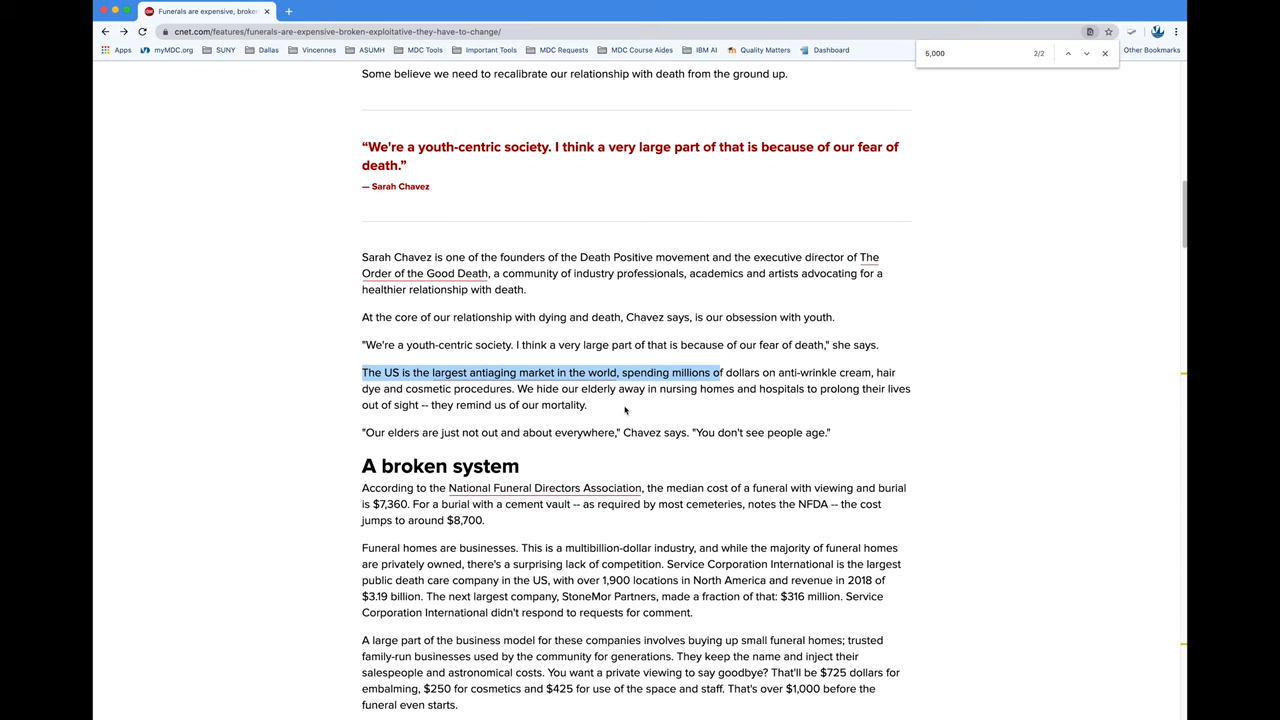 Funerals are expensive, broke
cnet.com/features/funerals-are-expensive-broken-exploitative-they-have-to-change/
Apps myMDC.org SUNY Dallas Vincennes ASUMH MDC Tools Important Tools MDC Requests MDC Course Aides IBM AI Quality Matters Dashboard Other Bookmarks
5,000 2/2
Some believe we need to recalibrate our relationship with death from the ground up.
“We're a youth-centric society. I think a very large part of that is because of our fear of
death.”
— Sarah Chavez
Sarah Chavez is one of the founders of the Death Positive movement and the executive director of The
Order of the Good Death, a community of industry professionals, academics and artists advocating for a
healthier relationship with death.
At the core of our relationship with dying and death, Chavez says, is our obsession with youth.
"We're a youth-centric society. I think a very large part of that is because of our fear of death," she says.
The US is the largest antiaging market in the world, spending millions of dollars on anti-wrinkle cream, hair
dye and cosmetic procedures. We hide our elderly away in nursing homes and hospitals to prolong their lives
out of sight -- they remind us of our mortality.
"Our elders are just not out and about everywhere," Chavez says. "You don't see people age."
A broken system
According to the National Funeral Directors Association, the median cost of a funeral with viewing and burial
is $7,360. For a burial with a cement vault -- as required by most cemeteries, notes the NFDA -- the cost
jumps to around $8,700.
Funeral homes are businesses. This is a multibillion-dollar industry, and while the majority of funeral homes
are privately owned, there's a surprising lack of competition. Service Corporation International is the largest
public death care company in the US, with over 1,900 locations in North America and revenue in 2018 of
$3.19 billion. The next largest company, StoneMor Partners, made a fraction of that: $316 million. Service
Corporation International didn't respond to requests for comment.
A large part of the business model for these companies involves buying up small funeral homes; trusted
family-run businesses used by the community for generations. They keep the name and inject their
salespeople and astronomical costs. You want a private viewing to say goodbye? That'll be $725 dollars for
embalming, $250 for cosmetics and $425 for use of the space and staff. That's over $1,000 before the
funeral even starts.